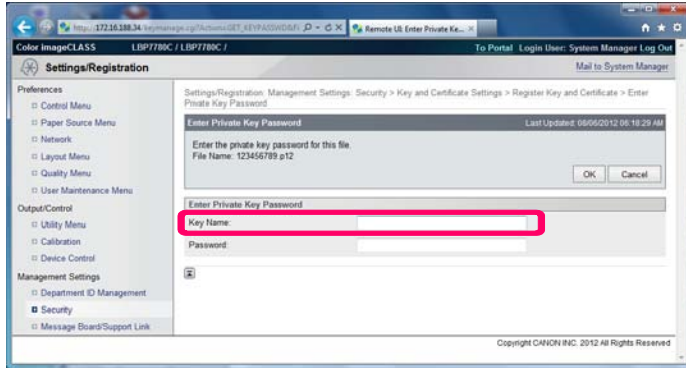 http://172.16.188.34/keymanage.cgi?Action=GET_KEYPASSWD&Fi
Remote UI: Enter Private Ke...
Color imageCLASS LBP7780C / LBP7780C /
To Portal Login User: System Manager Log Out
Settings/Registration
Mail to System Manager
Preferences
Control Menu
Paper Source Menu
Network
Layout Menu
Quality Menu
User Maintenance Menu
Output/Control
Utility Menu
Calibration
Device Control
Management Settings
Department ID Management
Security
Message Board/Support Link
Settings/Registration: Management Settings: Security > Key and Certificate Settings > Register Key and Certificate > Enter
Private Key Password
Enter Private Key Password
Last Updated: 06/06/2012 06:18:29 AM
Enter the private key password for this file.
File Name: 123456789.p12
OK Cancel
Enter Private Key Password
Key Name:
Password:
Copyright CANON INC. 2012 All Rights Reserved